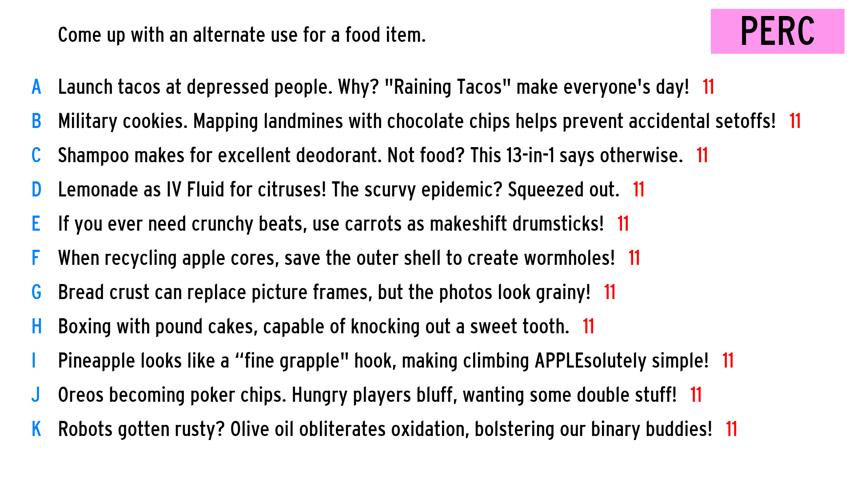 Come up with an alternate use for a food item.
PERC
A Launch tacos at depressed people. Why? "Raining Tacos" make everyone's day! 11
B Military cookies. Mapping landmines with chocolate chips helps prevent accidental setoffs! 11
C Shampoo makes for excellent deodorant. Not food? This 13-in-1 says otherwise. 11
D Lemonade as IV Fluid for citruses! The scurvy epidemic? Squeezed out. 11
E If you ever need crunchy beats, use carrots as makeshift drumsticks! 11
F When recycling apple cores, save the outer shell to create wormholes! 11
G Bread crust can replace picture frames, but the photos look grainy! 11
H Boxing with pound cakes, capable of knocking out a sweet tooth. 11
I Pineapple looks like a “fine grapple" hook, making climbing APPLEsolutely simple! 11
J Oreos becoming poker chips. Hungry players bluff, wanting some double stuff! 11
K Robots gotten rusty? Olive oil obliterates oxidation, bolstering our binary buddies! 11